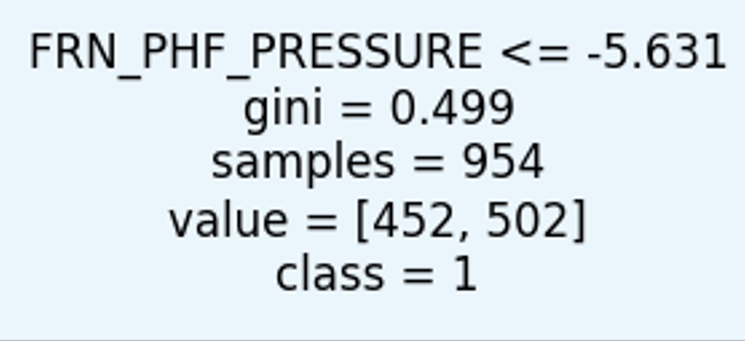 FRN_PHF_PRESSURE <= -5.631
gini = 0.499
samples = 954
value = [452, 502]
class = 1